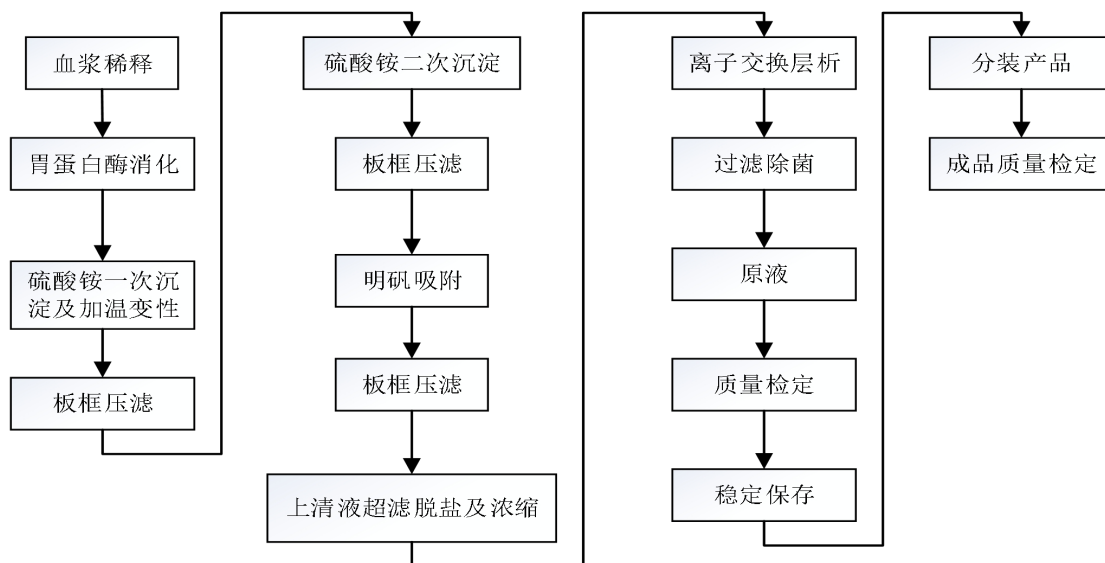 血浆稀释
胃蛋白酶消化
硫酸铵一次沉
淀及加温变性
板框压滤
硫酸铵二次沉淀
板框压滤
明矾吸附
板框压滤
上清液超滤脱盐及浓缩
离子交换层析
过滤除菌
原液
质量检定
稳定保存
分装产品
成品质量检定